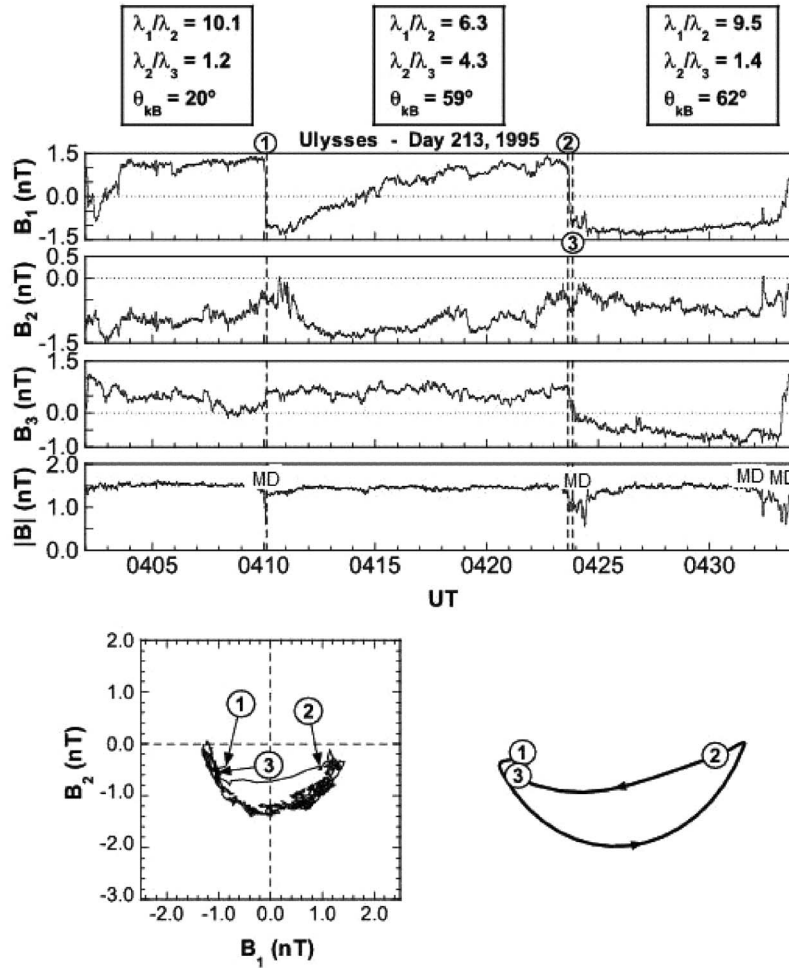 λ1/λ2 = 10.1
λ2/λ3 = 1.2
θkB = 20°
λ1/λ2 = 6.3
λ2/λ3 = 4.3
θkB = 59°
λ1/λ2 = 9.5
λ2/λ3 = 1.4
θkB = 62°
1 Ulysses - Day 213, 1995 2
B1 (nT)
1.5
0.0
-1.5
3
B2 (nT)
0.5
0.0
-1.5
B3 (nT)
1.5
0.0
-1.0
|B| (nT)
2.0
1.0
0.0
MD MD MD MD
0405 0410 0415 0420 0425 0430
UT
B2 (nT)
2.0
1.0
0.0
-1.0
-2.0
-3.0
1 2
3
-2.0 -1.0 0.0 1.0 2.0
B1 (nT)
1 2
3